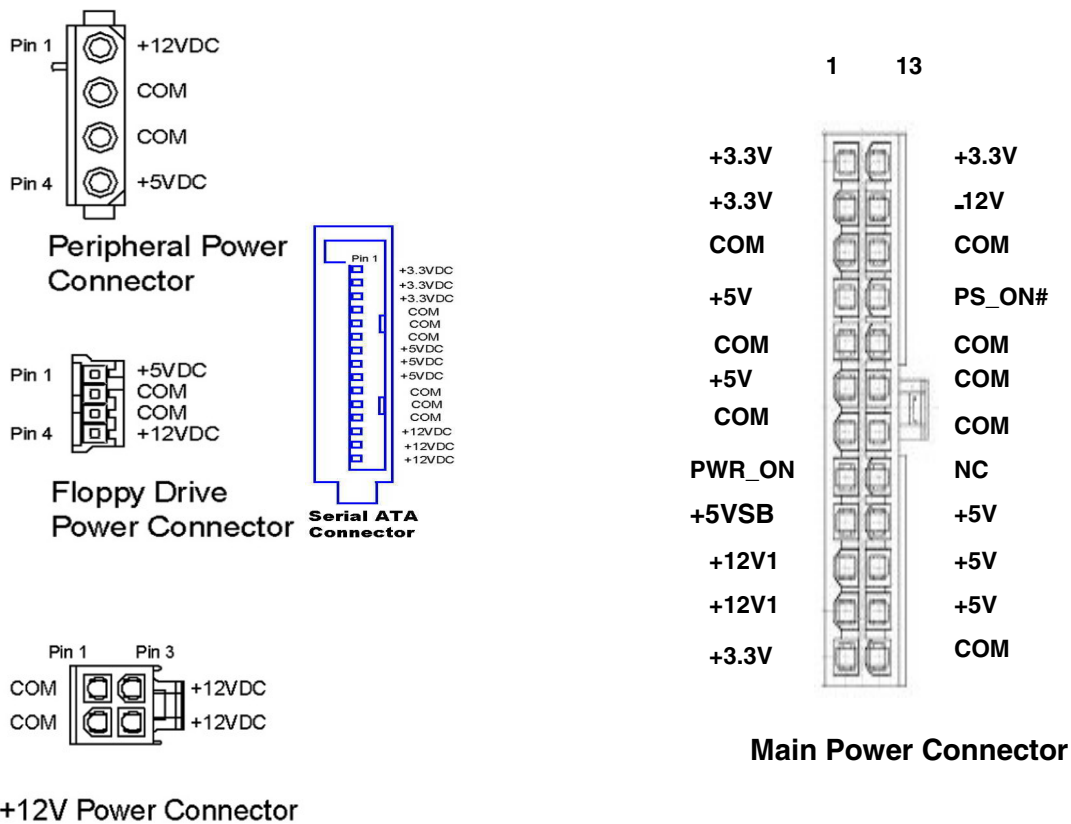 Pin 1 +12VDC
COM
COM
Pin 4 +5VDC
Peripheral Power
Connector
Pin 1 +5VDC
COM
COM
Pin 4 +12VDC
Floppy Drive
Power Connector
Pin 1
+3.3VDC
+3.3VDC
+3.3VDC
COM
COM
COM
+5VDC
+5VDC
+5VDC
COM
COM
COM
+12VDC
+12VDC
+12VDC
Serial ATA
Connector
Pin 1 Pin 3
COM +12VDC
COM +12VDC
+12V Power Connector
1 13
+3.3V +3.3V
+3.3V -12V
COM COM
+5V PS_ON#
COM COM
+5V COM
COM COM
PWR_ON NC
+5VSB +5V
+12V1 +5V
+12V1 +5V
+3.3V COM
Main Power Connector